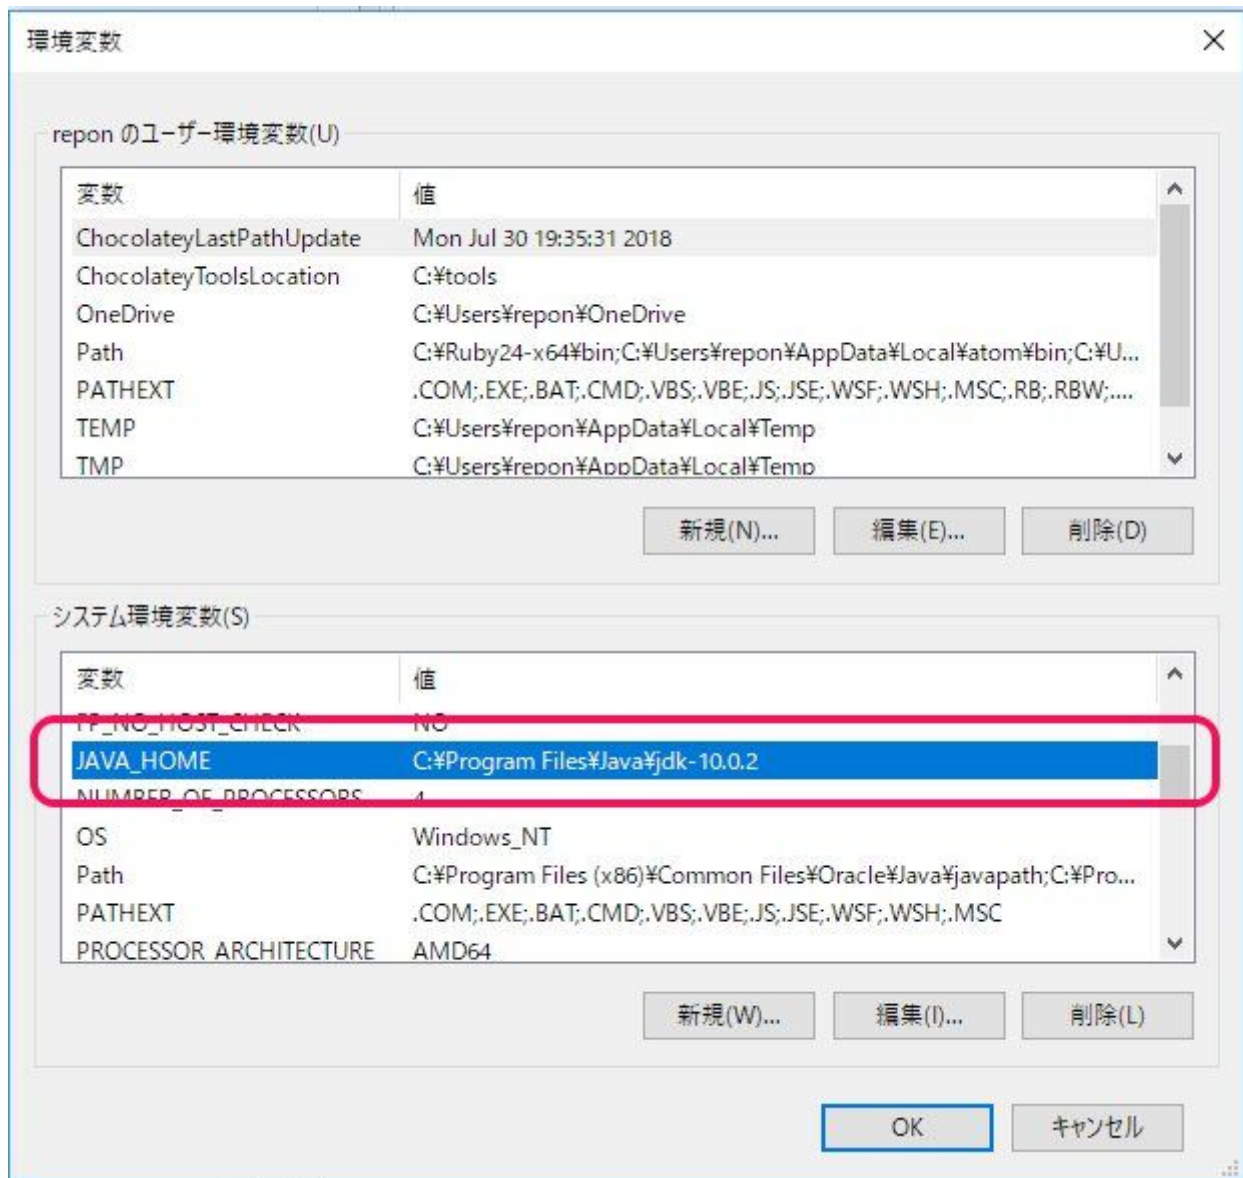 環境変数
repon のユーザー環境変数(U)
変数 値
ChocolateyLastPathUpdate Mon Jul 30 19:35:31 2018
ChocolateyToolsLocation C:¥tools
OneDrive C:¥Users¥repon¥OneDrive
Path C:¥Ruby24-x64¥bin;C:¥Users¥repon¥AppData¥Local¥atom¥bin;C:¥U...
PATHEXT .COM;.EXE;.BAT;.CMD;.VBS;.VBE;.JS;.JSE;.WSF;.WSH;.MSC;.RB;.RBW;....
TEMP C:¥Users¥repon¥AppData¥Local¥Temp
TMP C:¥Users¥repon¥AppData¥Local¥Temp
新規(N)... 編集(E)... 削除(D)
システム環境変数(S)
変数 値
FP_NO_HOST_CHECK NO
JAVA_HOME C:¥Program Files¥Java¥jdk-10.0.2
NUMBER_OF_PROCESSORS 4
OS Windows_NT
Path C:¥Program Files (x86)¥Common Files¥Oracle¥Java¥javapath;C:¥Pro...
PATHEXT .COM;.EXE;.BAT;.CMD;.VBS;.VBE;.JS;.JSE;.WSF;.WSH;.MSC
PROCESSOR_ARCHITECTURE AMD64
新規(W)... 編集(I)... 削除(L)
OK キャンセル